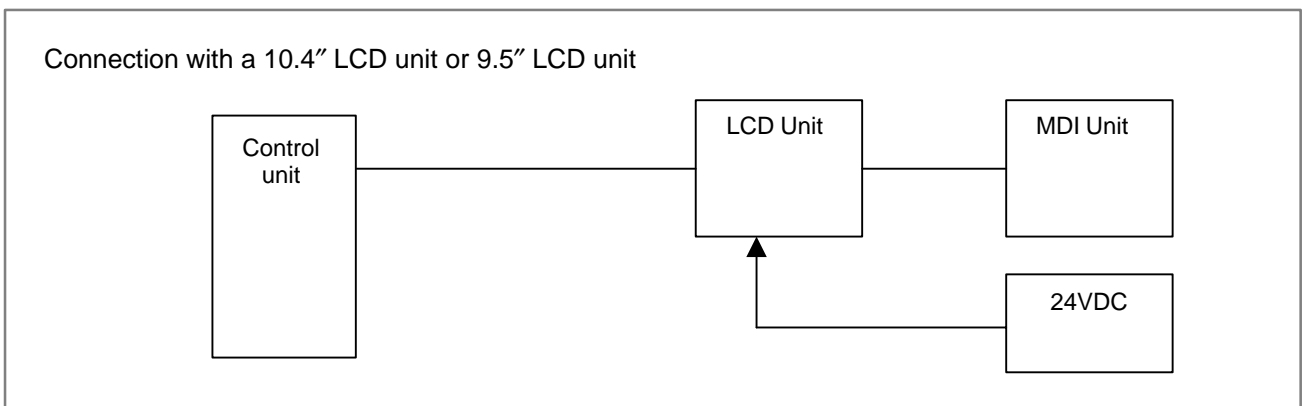 Connection with a 10.4″ LCD unit or 9.5″ LCD unit
Control
unit
LCD Unit
MDI Unit
24VDC